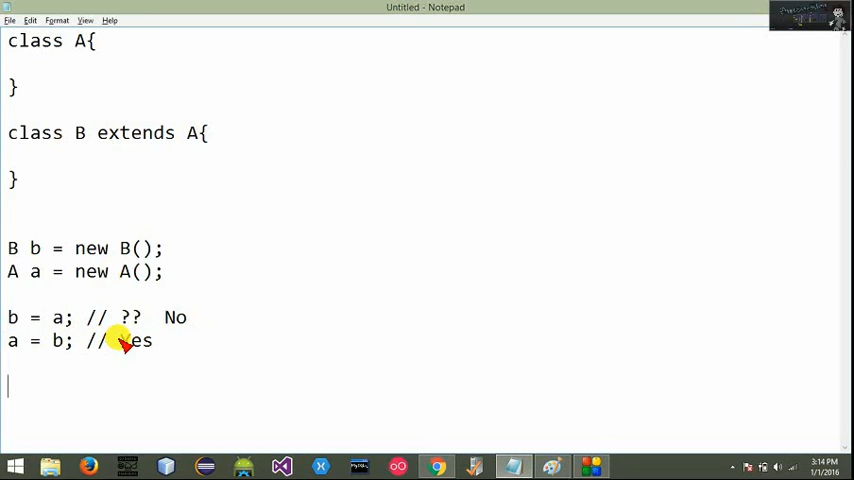 Untitled - Notepad
File Edit Format View Help
class A{
}
class B extends A{
}
B b = new B();
A a = new A();
b = a; // ?? No
a = b; // Yes
3:14 PM
1/1/2016